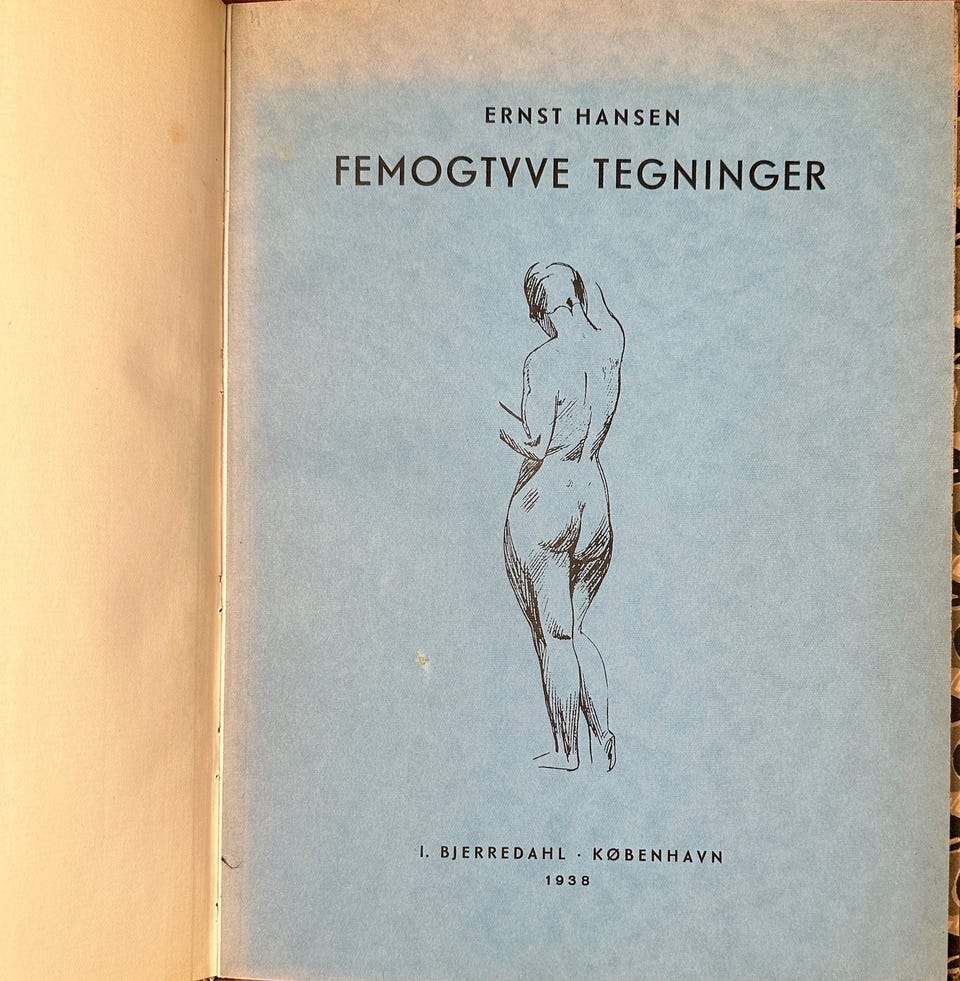 ERNST HANSEN
FEMOGTYVE TEGNINGER
I. BJERREDAHL · KØBENHAVN
1938